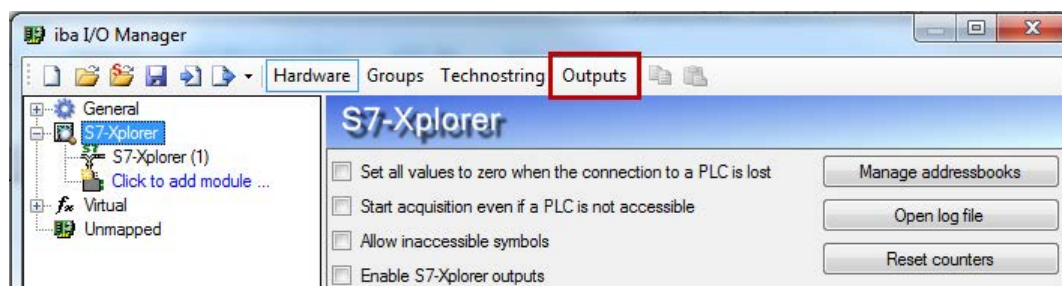 iba I/O Manager
Hardware Groups Technostring Outputs
General
S7-Xplorer
S7-Xplorer (1)
Click to add module ...
Virtual
Unmapped
S7-Xplorer
Set all values to zero when the connection to a PLC is lost
Start acquisition even if a PLC is not accessible
Allow inaccessible symbols
Enable S7-Xplorer outputs
Manage addressbooks
Open log file
Reset counters